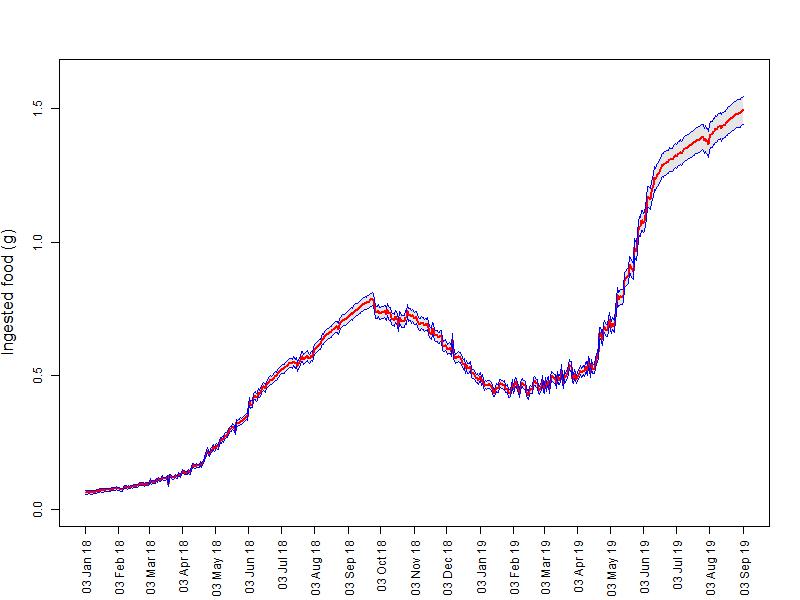 Ingested food (g)
1.5
1.0
0.5
0.0
03 Jan 18
03 Feb 18
03 Mar 18
03 Apr 18
03 May 18
03 Jun 18
03 Jul 18
03 Aug 18
03 Sep 18
03 Oct 18
03 Nov 18
03 Dec 18
03 Jan 19
03 Feb 19
03 Mar 19
03 Apr 19
03 May 19
03 Jun 19
03 Jul 19
03 Aug 19
03 Sep 19